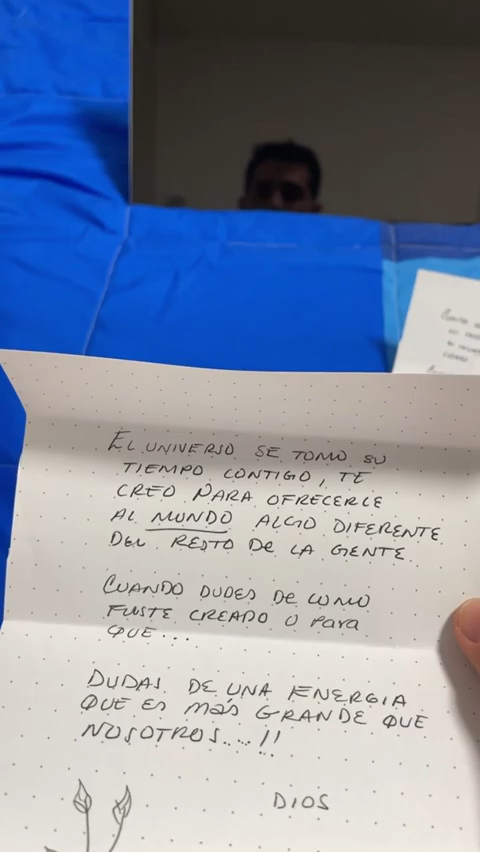 EL UNIVERSO SE TOMO SU
TIEMPO CONTIGO, TE
CREO PARA OFRECERLE
AL MUNDO ALGO DIFERENTE
DEL RESTO DE LA GENTE
CUANDO DUDES DE COMO
FUSTE CREADO O PARA
QUE...
DUDAS DE UNA ENERGIA
QUE ES MÁS GRANDE QUE
NOSOTROS...!!
DIOS